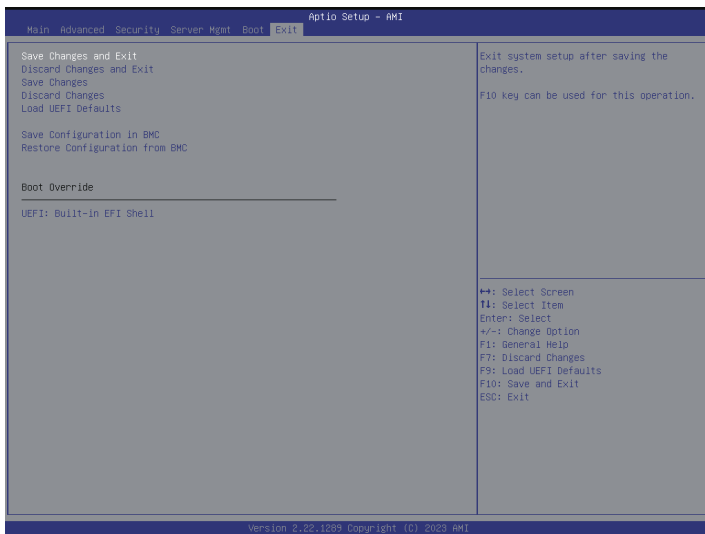 Aptio Setup - AMI
Main Advanced Security Server Mgmt Boot Exit
Save Changes and Exit
Discard Changes and Exit
Save Changes
Discard Changes
Load UEFI Defaults
Save Configuration in BMC
Restore Configuration from BMC
Boot Override
UEFI: Built-in EFI Shell
Exit system setup after saving the
changes.
F10 key can be used for this operation.
↔: Select Screen
↑↓: Select Item
Enter: Select
+/-: Change Option
F1: General Help
F7: Discard Changes
F9: Load UEFI Defaults
F10: Save and Exit
ESC: Exit
Version 2.22.1289 Copyright (C) 2023 AMI